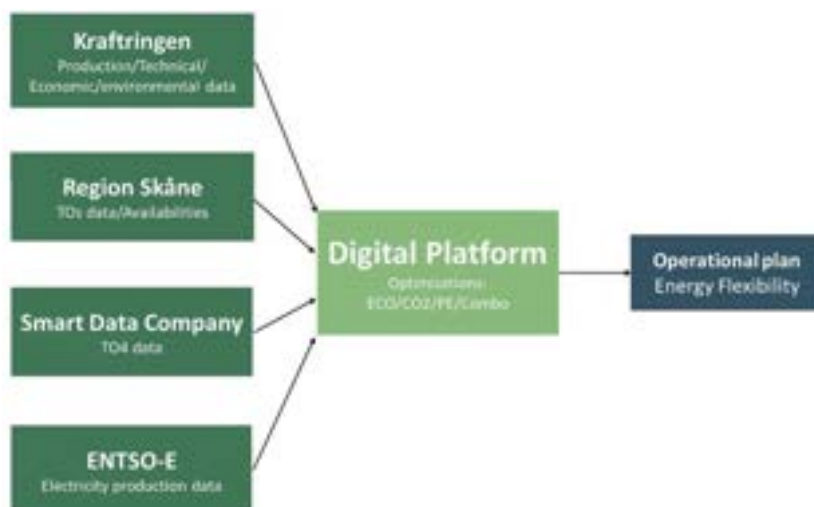 Kraftringen
Production/Technical/
Economic/environmental data
Region Skåne
TOs data/Availabilities
Smart Data Company
TO4 data
ENTSO-E
Electricity production data
Digital Platform
Optimisations:
ECO/CO2/PE/Combo
Operational plan
Energy Flexibility